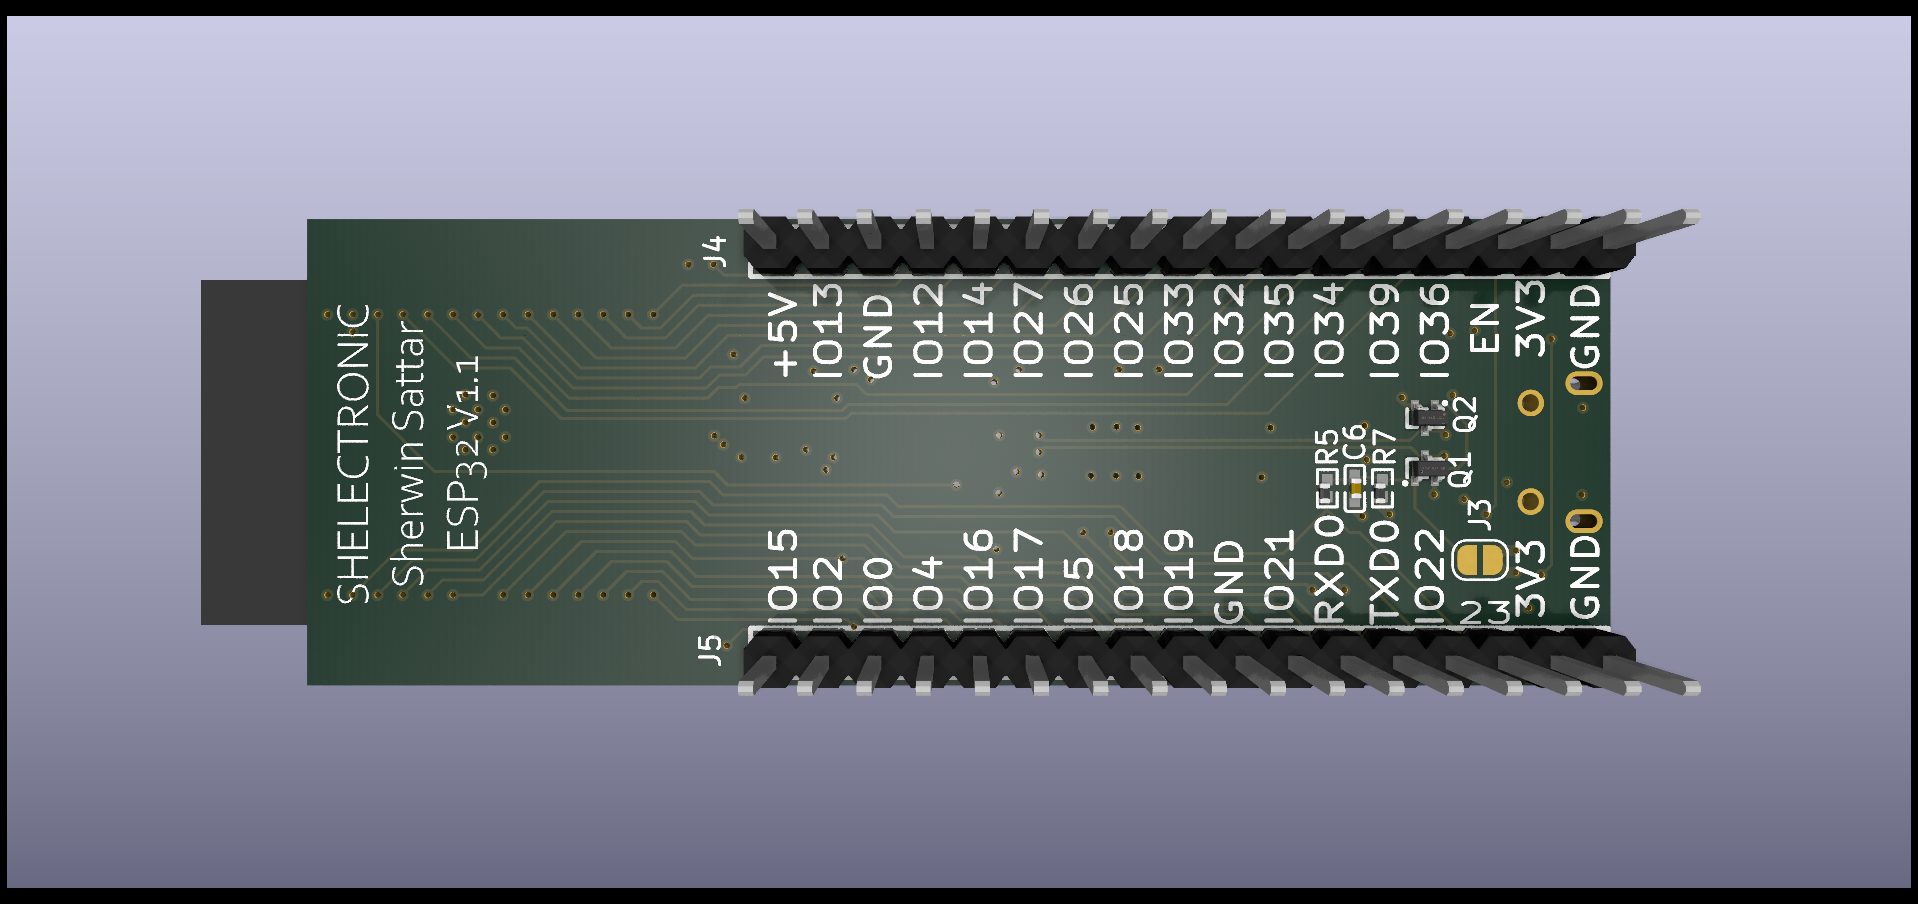 SHELECTRONIC
Sherwin Sattar
ESP32 V1.1
J4
+5V
IO13
GND
IO12
IO14
IO27
IO26
IO25
IO33
IO32
IO35
IO34
IO39
IO36
EN
3V3
GND
R5
C6
R7
Q2
Q1
J3
J5
IO15
IO2
IO0
IO4
IO16
IO17
IO5
IO18
IO19
GND
IO21
RXD0
TXD0
IO22
23
3V3
GND